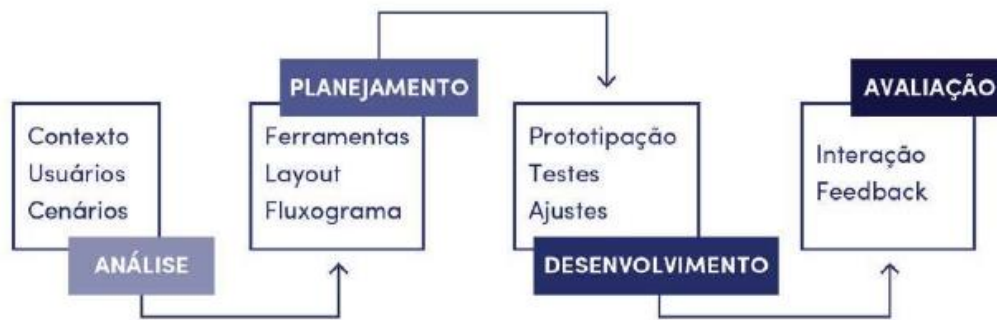 Contexto
Usuários
Cenários
ANÁLISE
PLANEJAMENTO
Ferramentas
Layout
Fluxograma
Prototipação
Testes
Ajustes
DESENVOLVIMENTO
AVALIAÇÃO
Interação
Feedback